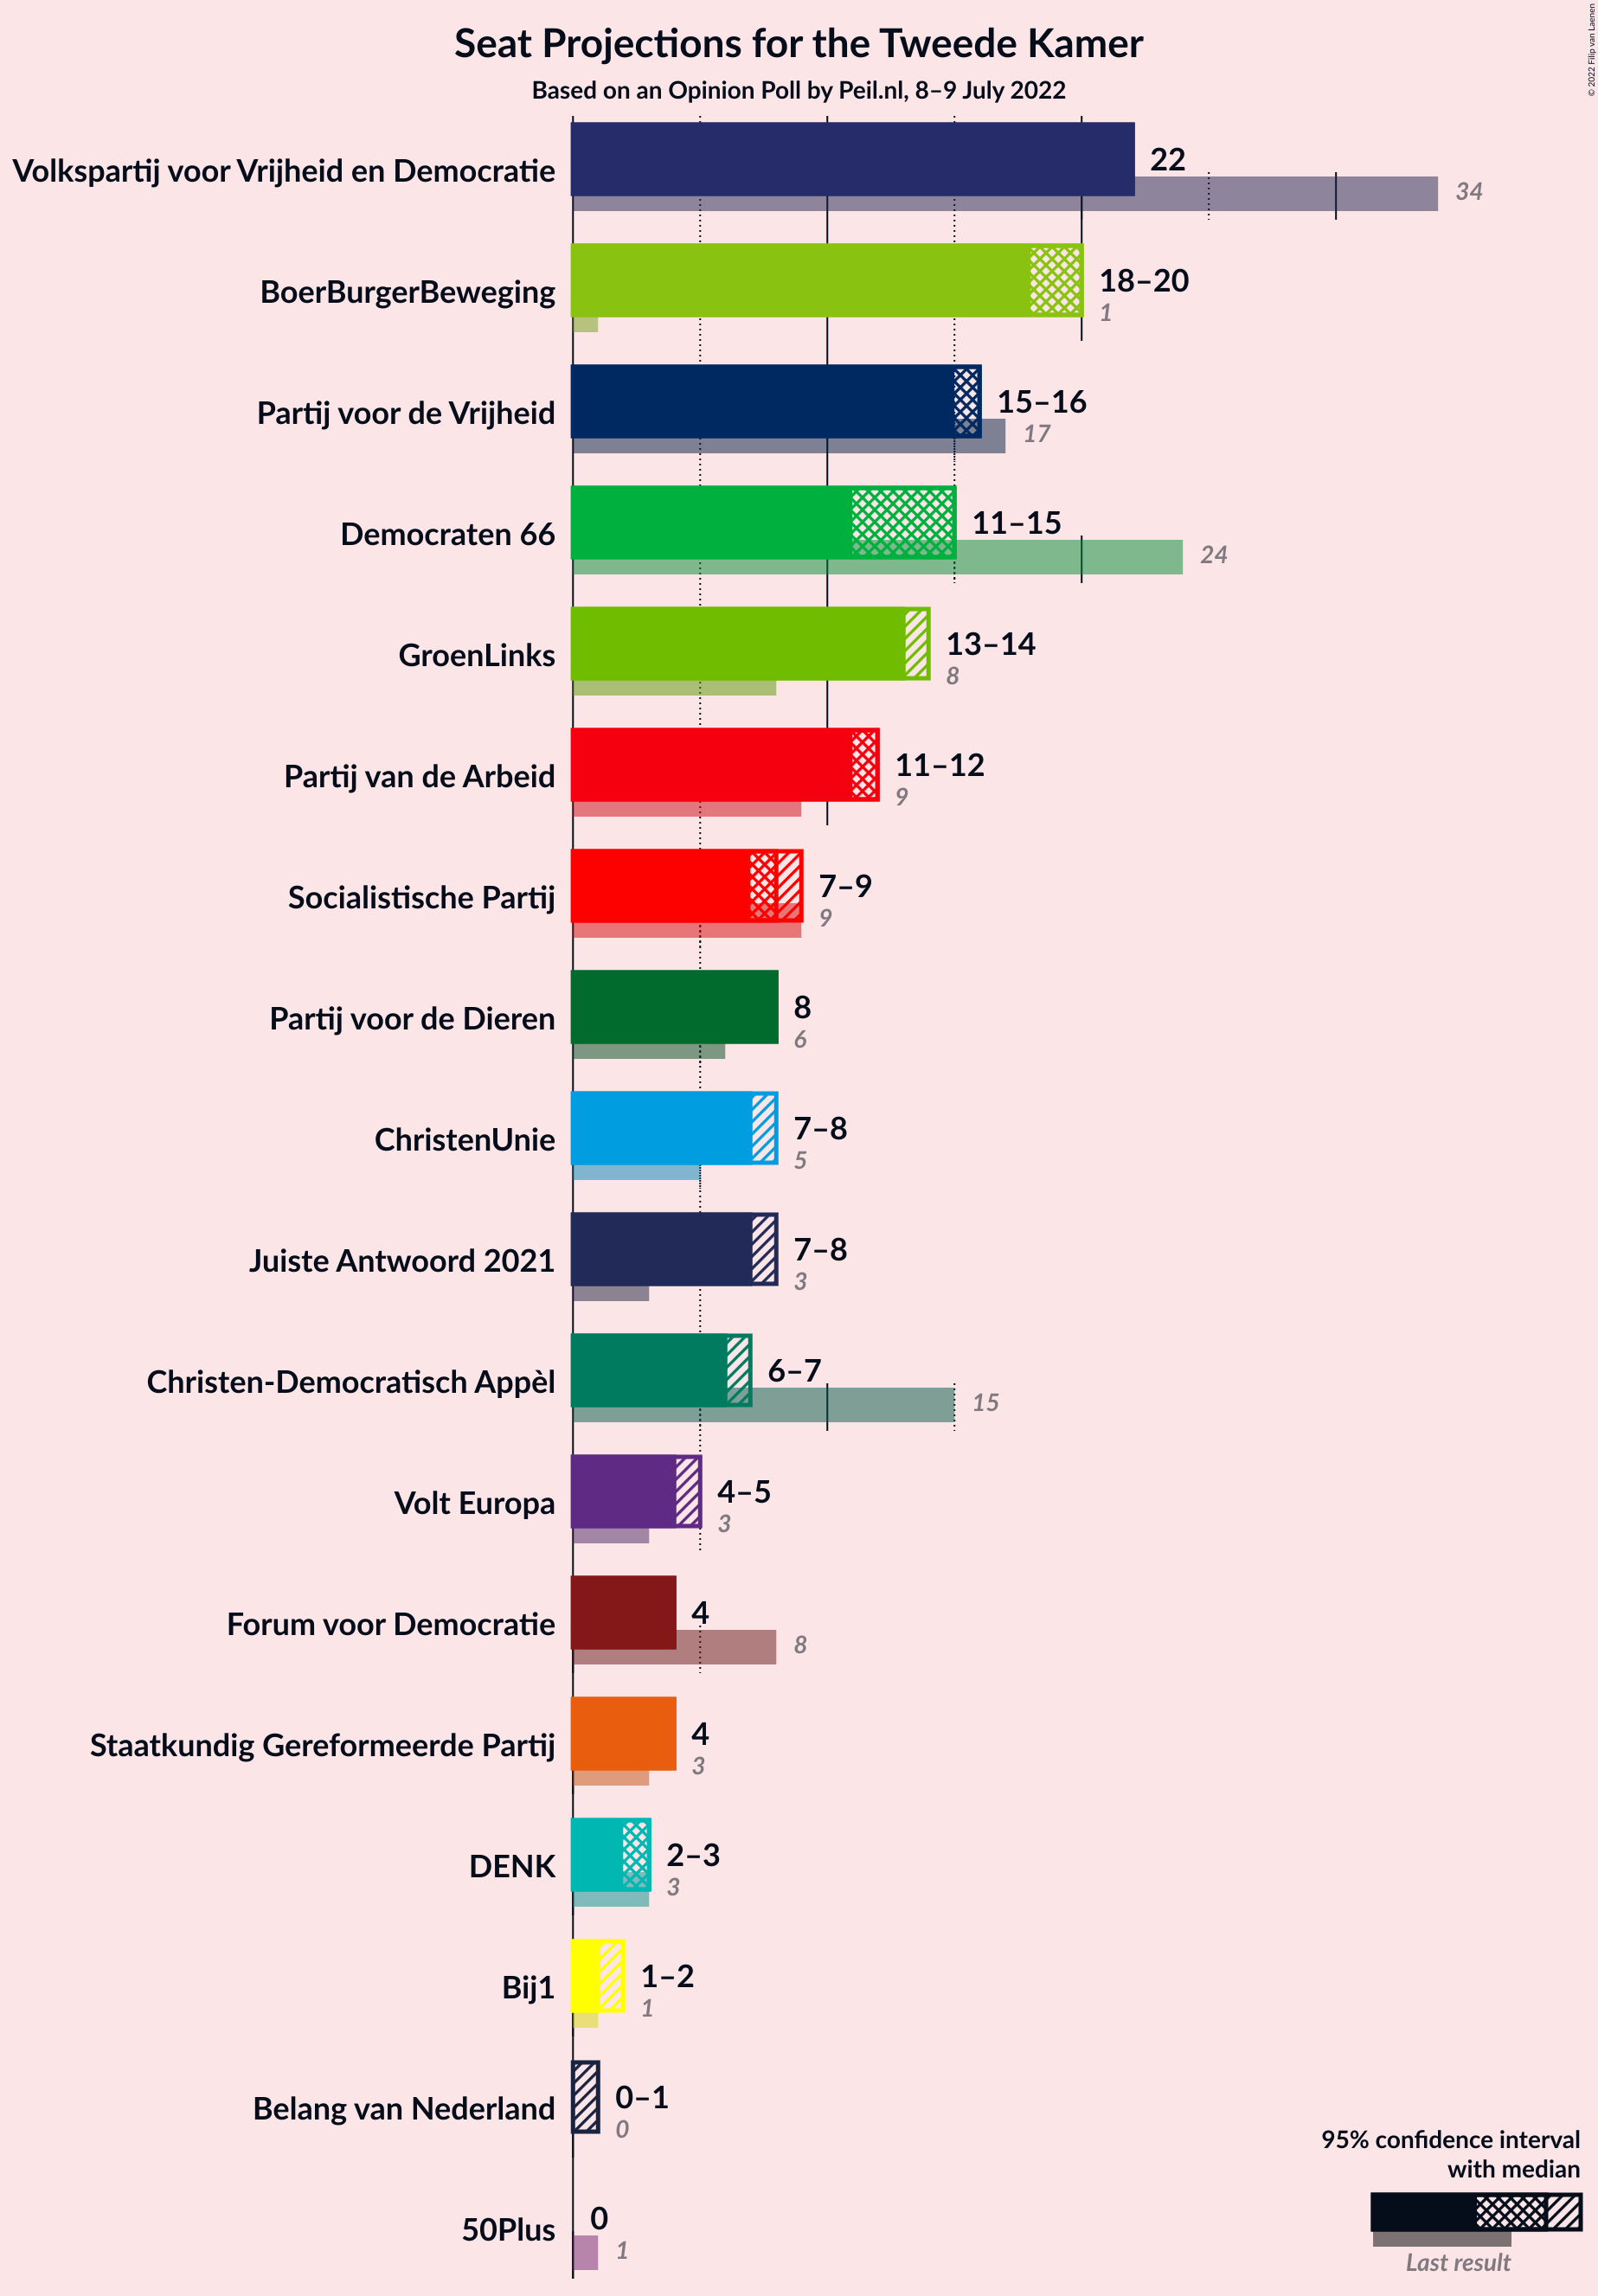 Seat Projections for the Tweede Kamer
Based on an Opinion Poll by Peil.nl, 8–9 July 2022
© 2022 Filip van Laenen
Volkspartij voor Vrijheid en Democratie
22
34
BoerBurgerBeweging
18–20
1
Partij voor de Vrijheid
15–16
17
Democraten 66
11–15
24
GroenLinks
13–14
8
Partij van de Arbeid
11–12
9
Socialistische Partij
7–9
9
Partij voor de Dieren
8
6
ChristenUnie
7–8
5
Juiste Antwoord 2021
7–8
3
Christen-Democratisch Appèl
6–7
15
Volt Europa
4–5
3
Forum voor Democratie
4
8
Staatkundig Gereformeerde Partij
4
3
DENK
2–3
3
Bij1
1–2
1
Belang van Nederland
0–1
0
50Plus
0
1
95% confidence interval
with median
Last result